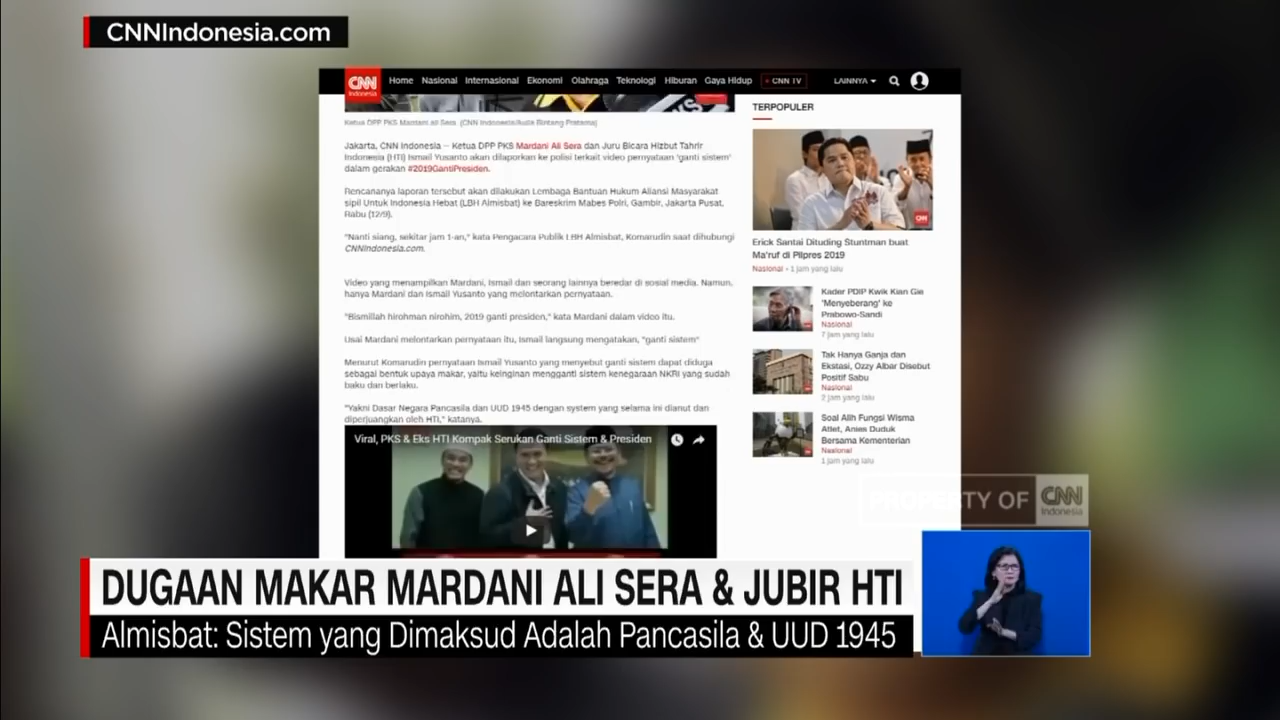 CNNIndonesia.com
CNN
Indonesia
Home Nasional Internasional Ekonomi Olahraga Teknologi Hiburan Gaya Hidup CNN TV LAINNYA
Ketua DPP PKS Mardani ali Sera. (CNN Indonesia/Aulia Bintang Pratama)
Jakarta, CNN Indonesia -- Ketua DPP PKS Mardani Ali Sera dan Juru Bicara Hizbut Tahrir
Indonesia (HTI) Ismail Yusanto akan dilaporkan ke polisi terkait video pernyataan 'ganti sistem'
dalam gerakan #2019GantiPresiden.
Rencananya laporan tersebut akan dilakukan Lembaga Bantuan Hukum Aliansi Masyarakat
sipil Untuk Indonesia Hebat (LBH Almisbat) ke Bareskrim Mabes Polri, Gambir, Jakarta Pusat,
Rabu (12/9).
"Nanti siang, sekitar jam 1-an," kata Pengacara Publik LBH Almisbat, Komarudin saat dihubungi
CNNIndonesia.com.
Video yang menampilkan Mardani, Ismail dan seorang lainnya beredar di sosial media. Namun,
hanya Mardani dan Ismail Yusanto yang melontarkan pernyataan.
"Bismillah hirohman nirohim, 2019 ganti presiden," kata Mardani dalam video itu.
Usai Mardani melontarkan pernyataan itu, Ismail langsung mengatakan, "ganti sistem"
Menurut Komarudin pernyataan Ismail Yusanto yang menyebut ganti sistem dapat diduga
sebagai bentuk upaya makar, yaitu keinginan mengganti sistem kenegaraan NKRI yang sudah
baku dan berlaku.
"Yakni Dasar Negara Pancasila dan UUD 1945 dengan system yang selama ini dianut dan
diperjuangkan oleh HTI," katanya.
Viral, PKS & Eks HTI Kompak Serukan Ganti Sistem & Presiden
TERPOPULER
CNN
Erick Santai Dituding Stuntman buat
Ma'ruf di Pilpres 2019
Nasional • 1 jam yang lalu
Kader PDIP Kwik Kian Gie
'Menyeberang' ke
Prabowo-Sandi
Nasional
7 jam yang lalu
Tak Hanya Ganja dan
Ekstasi, Ozzy Albar Disebut
Positif Sabu
Nasional
2 jam yang lalu
Soal Alih Fungsi Wisma
Atlet, Anies Duduk
Bersama Kementerian
Nasional
1 jam yang lalu
PROPERTY OF CNN
Indonesia
DUGAAN MAKAR MARDANI ALI SERA & JUBIR HTI
Almisbat: Sistem yang Dimaksud Adalah Pancasila & UUD 1945